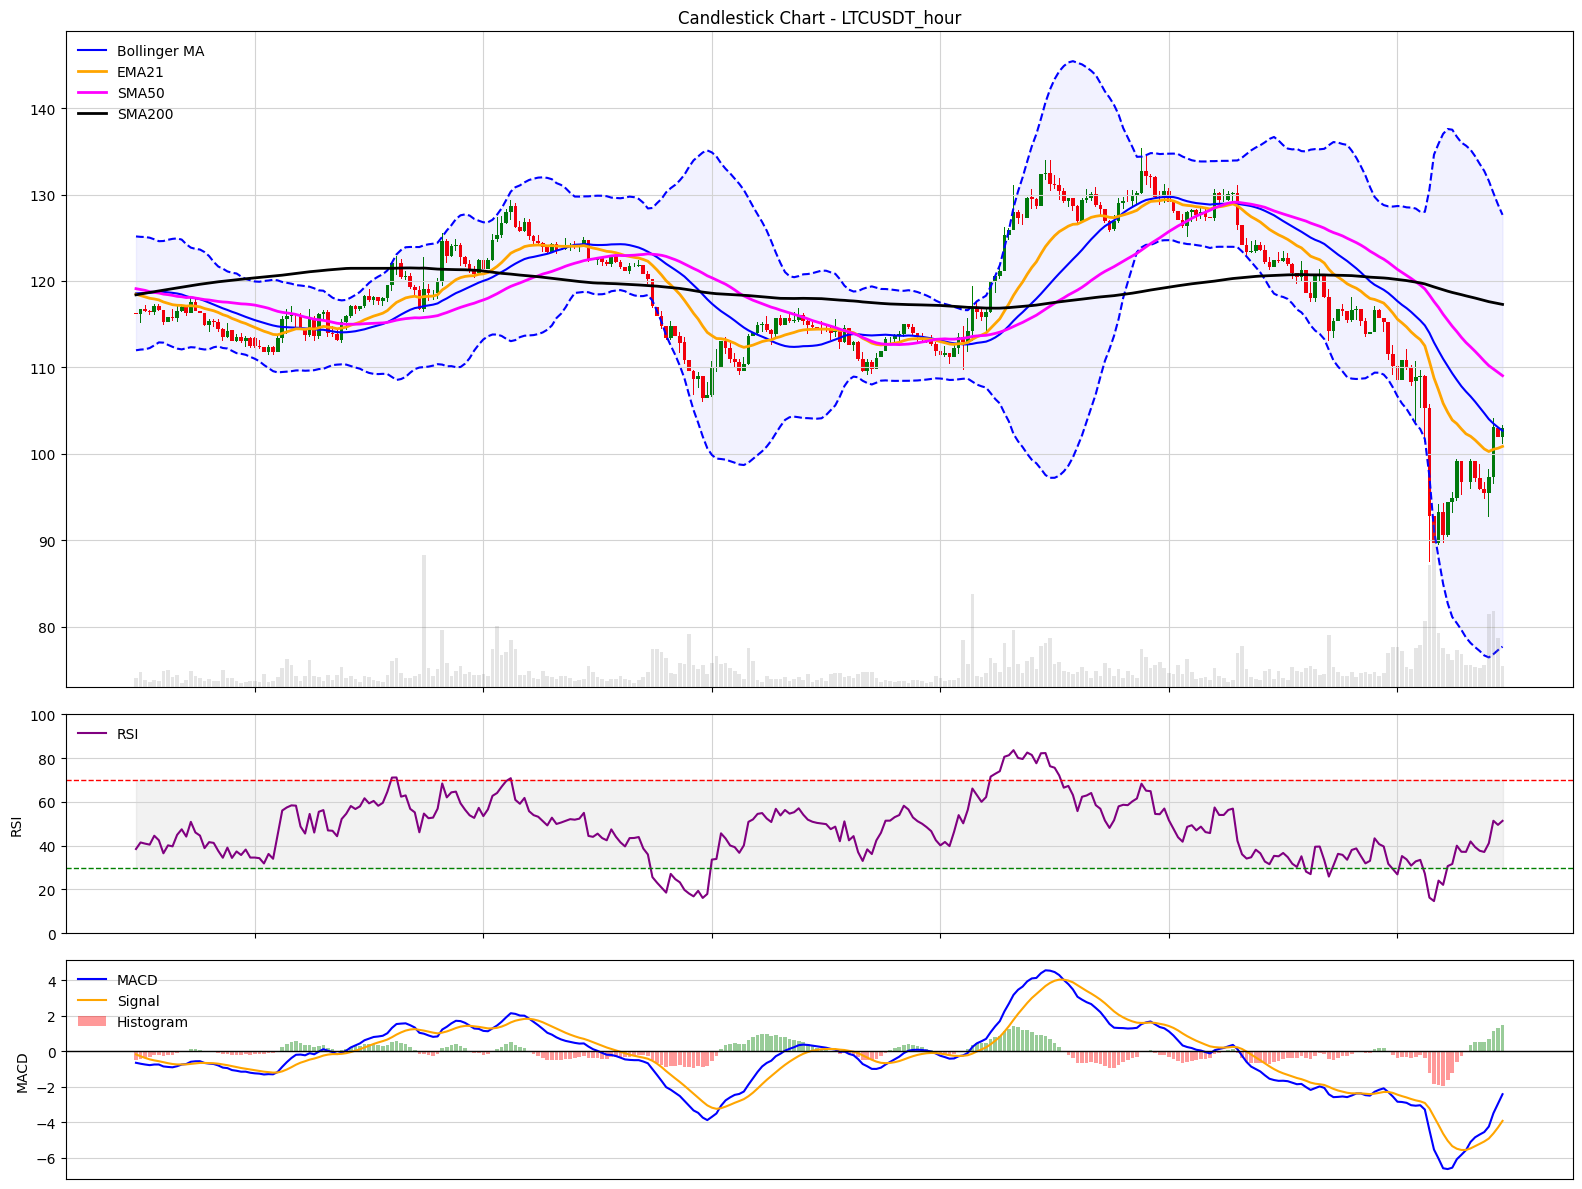 Candlestick Chart - LTCUSDT_hour
Bollinger MA
EMA21
SMA50
SMA200
140
130
120
110
100
90
80
100
80
60
40
20
0
RSI
RSI
4
2
0
−2
−4
−6
MACD
MACD
Signal
Histogram